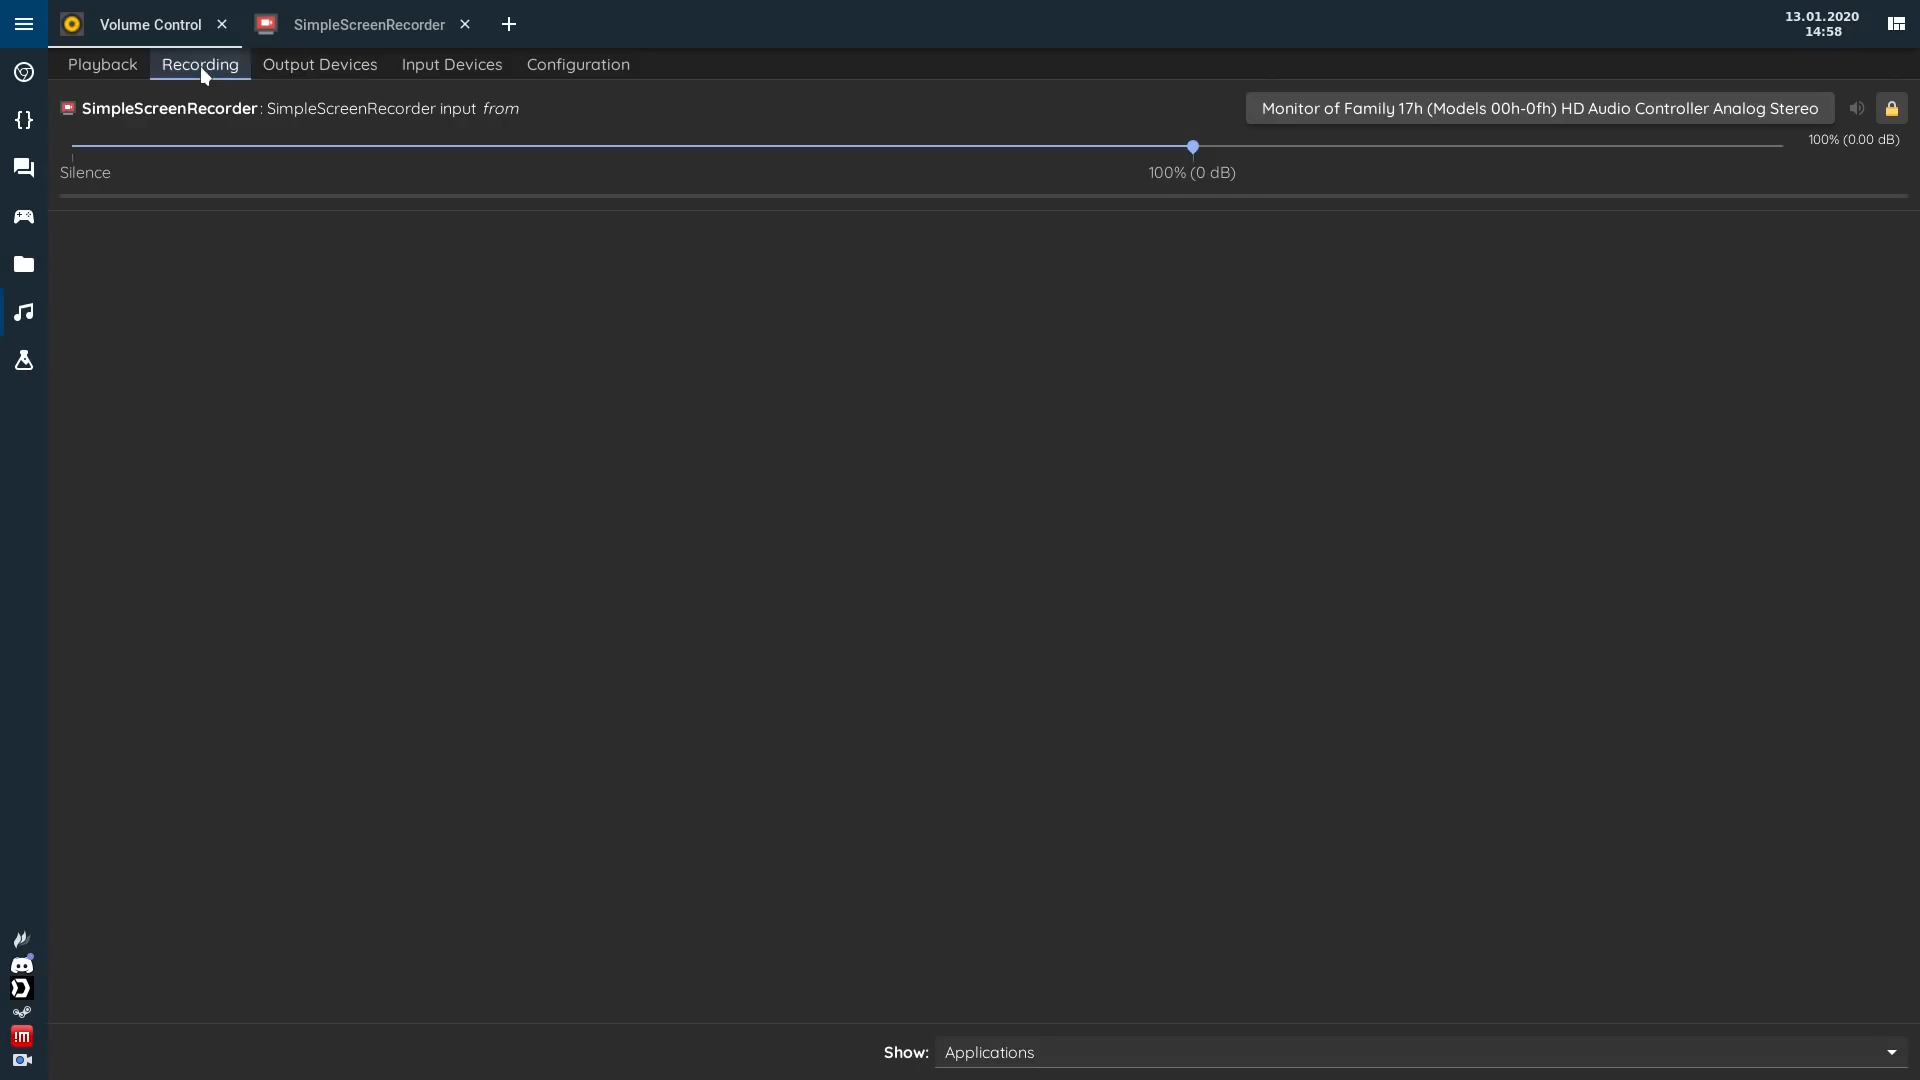 Volume Control
SimpleScreenRecorder
13.01.2020
14:58
Playback
Recording
Output Devices
Input Devices
Configuration
SimpleScreenRecorder: SimpleScreenRecorder input from
Monitor of Family 17h (Models 00h-0fh) HD Audio Controller Analog Stereo
100% (0.00 dB)
Silence
100% (0 dB)
!m
Show:
Applications